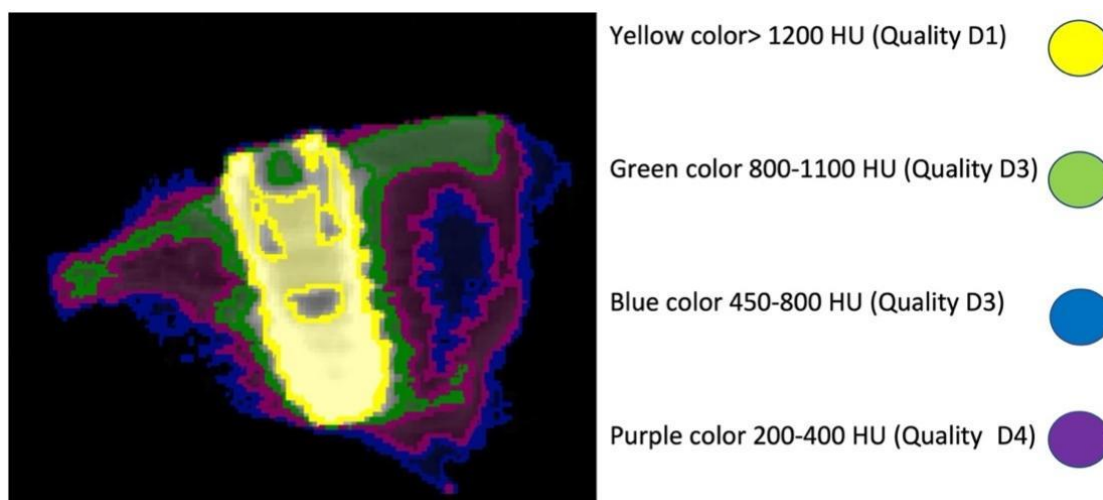 Yellow color> 1200 HU (Quality D1)
Green color 800-1100 HU (Quality D3)
Blue color 450-800 HU (Quality D3)
Purple color 200-400 HU (Quality  D4)